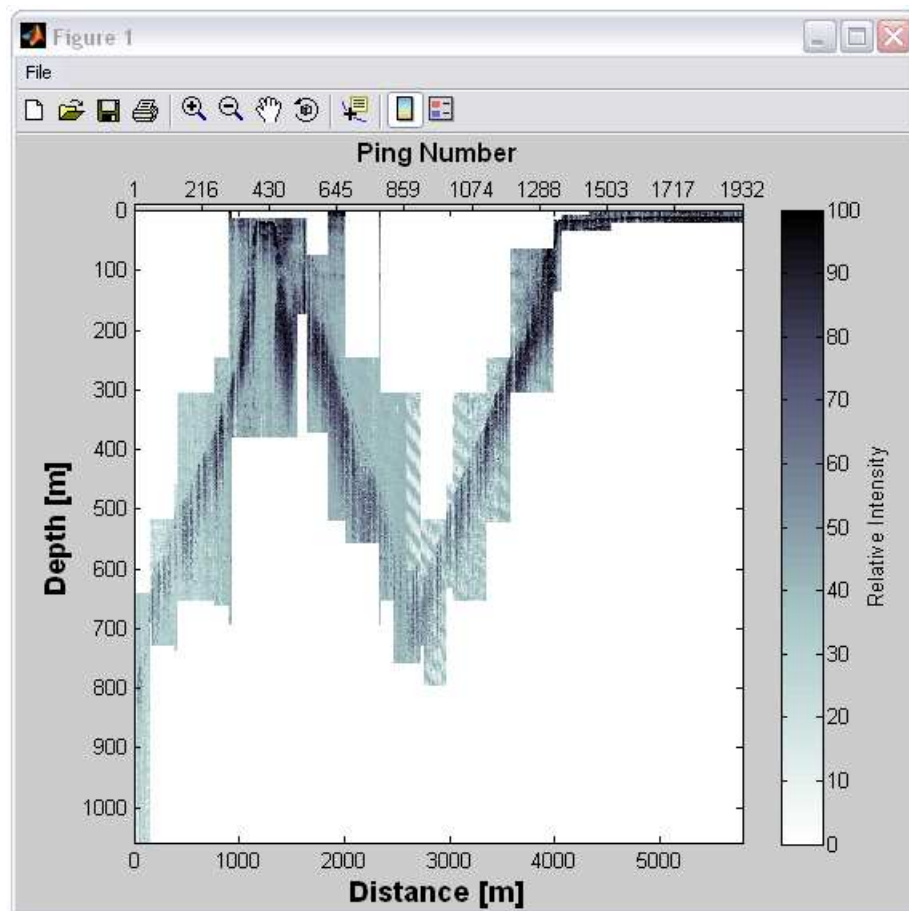 Figure 1
File
Ping Number
1 216 430 645 859 1074 1288 1503 1717 1932
0
100
200
300
400
500
600
700
800
900
1000
Depth [m]
0 1000 2000 3000 4000 5000
Distance [m]
100
90
80
70
60
50
40
30
20
10
0
Relative Intensity